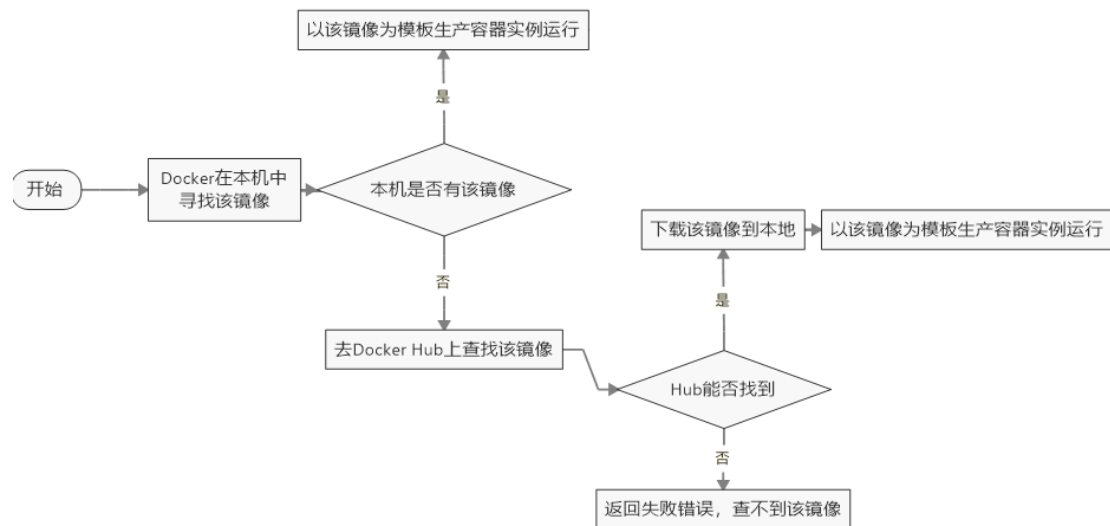 以该镜像为模板生产容器实例运行
是
开始
Docker在本机中
寻找该镜像
本机是否有该镜像
否
下载该镜像到本地
以该镜像为模板生产容器实例运行
是
去Docker Hub上查找该镜像
Hub能否找到
否
返回失败错误，查不到该镜像